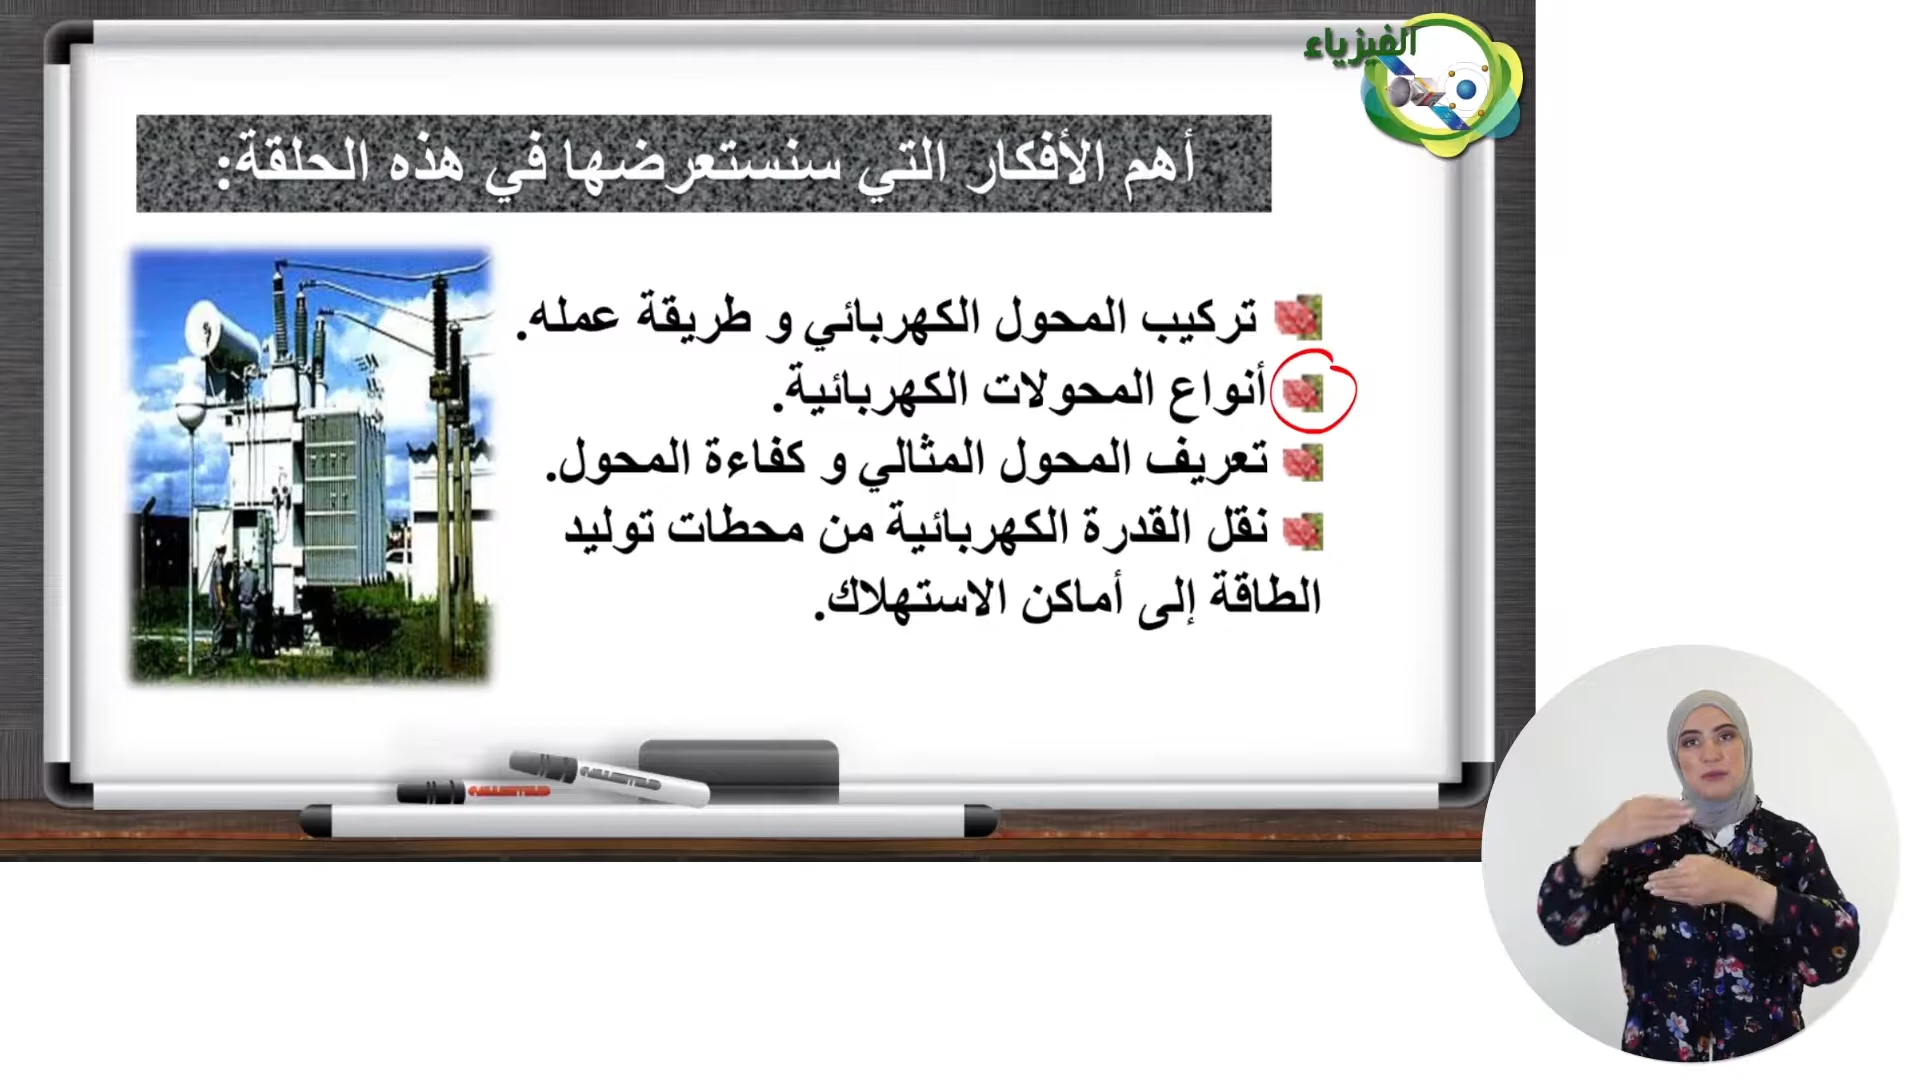 الفيزياء
أهم الأفكار التي سنستعرضها في هذه الحلقة:
تركيب المحول الكهربائي و طريقة عمله.
أنواع المحولات الكهربائية.
تعريف المحول المثالي و كفاءة المحول.
نقل القدرة الكهربائية من محطات توليد
الطاقة إلى أماكن الاستهلاك.